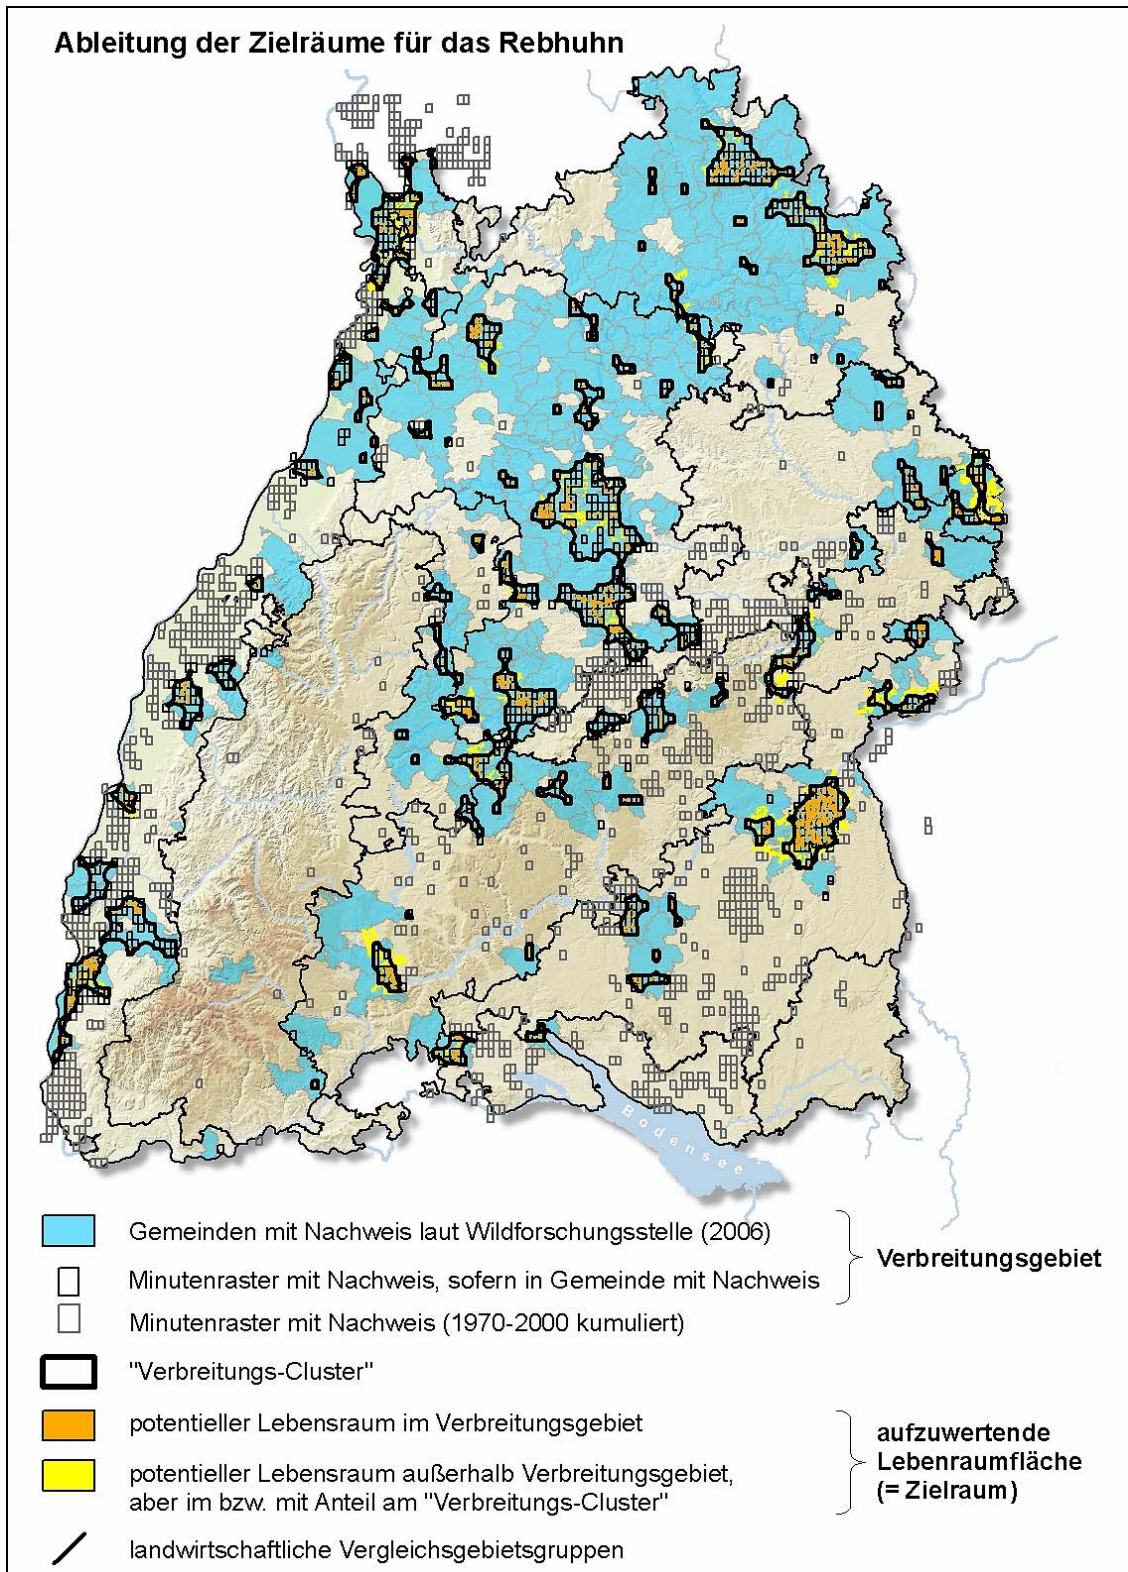 Ableitung der Zielräume für das Rebhuhn
Bodensee
Gemeinden mit Nachweis laut Wildforschungsstelle (2006)
Minutenraster mit Nachweis, sofern in Gemeinde mit Nachweis
Verbreitungsgebiet
Minutenraster mit Nachweis (1970-2000 kumuliert)
"Verbreitungs-Cluster"
potentieller Lebensraum im Verbreitungsgebiet
potentieller Lebensraum außerhalb Verbreitungsgebiet,
aber im bzw. mit Anteil am "Verbreitungs-Cluster"
aufzuwertende
Lebenraumfläche
(= Zielraum)
landwirtschaftliche Vergleichsgebietsgruppen